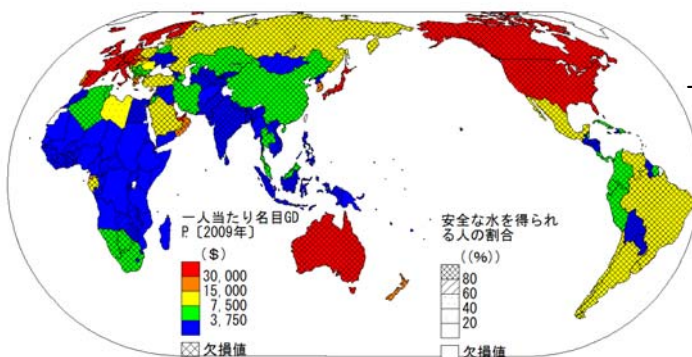 一人当たり名目GD
P〔2009年〕
($)
30,000
15,000
7,500
3,750
欠損値
安全な水を得られ
る人の割合
((%))
80
60
40
20
欠損値